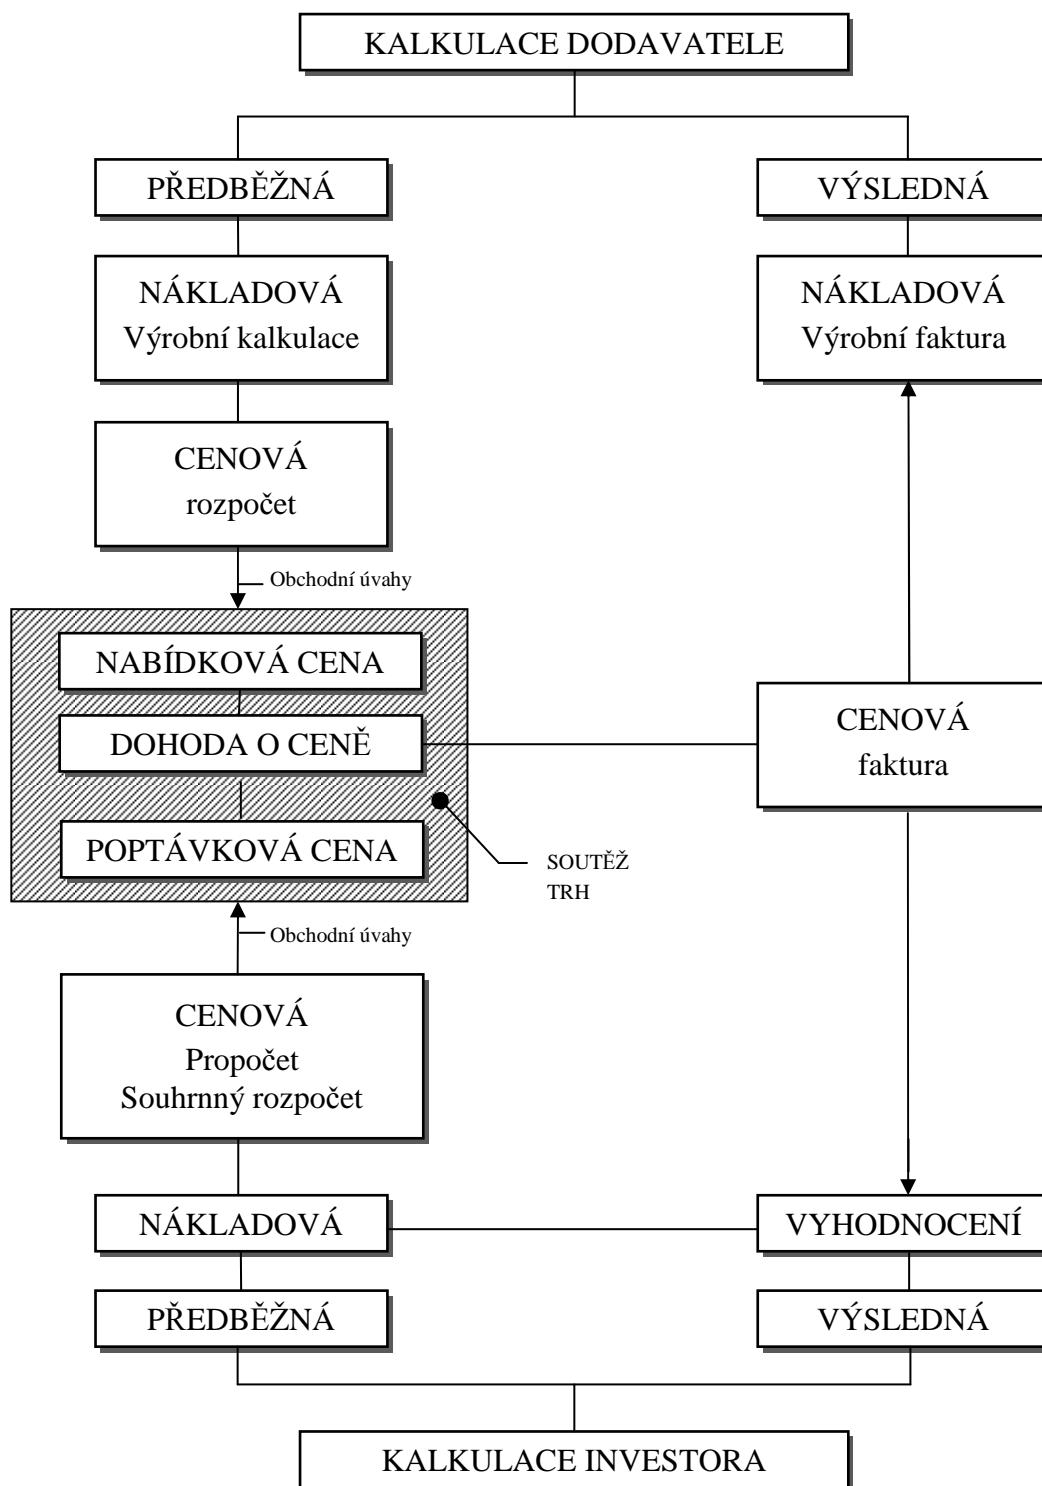 KALKULACE DODAVATELE
PŘEDBĚŽNÁ
VÝSLEDNÁ
NÁKLADOVÁ
Výrobní kalkulace
NÁKLADOVÁ
Výrobní faktura
CENOVÁ
rozpočet
Obchodní úvahy
NABÍDKOVÁ CENA
DOHODA O CENĚ
CENOVÁ
faktura
POPTÁVKOVÁ CENA
SOUTĚŽ
TRH
Obchodní úvahy
CENOVÁ
Propočet
Souhrnný rozpočet
NÁKLADOVÁ
VYHODNOCENÍ
PŘEDBĚŽNÁ
VÝSLEDNÁ
KALKULACE INVESTORA